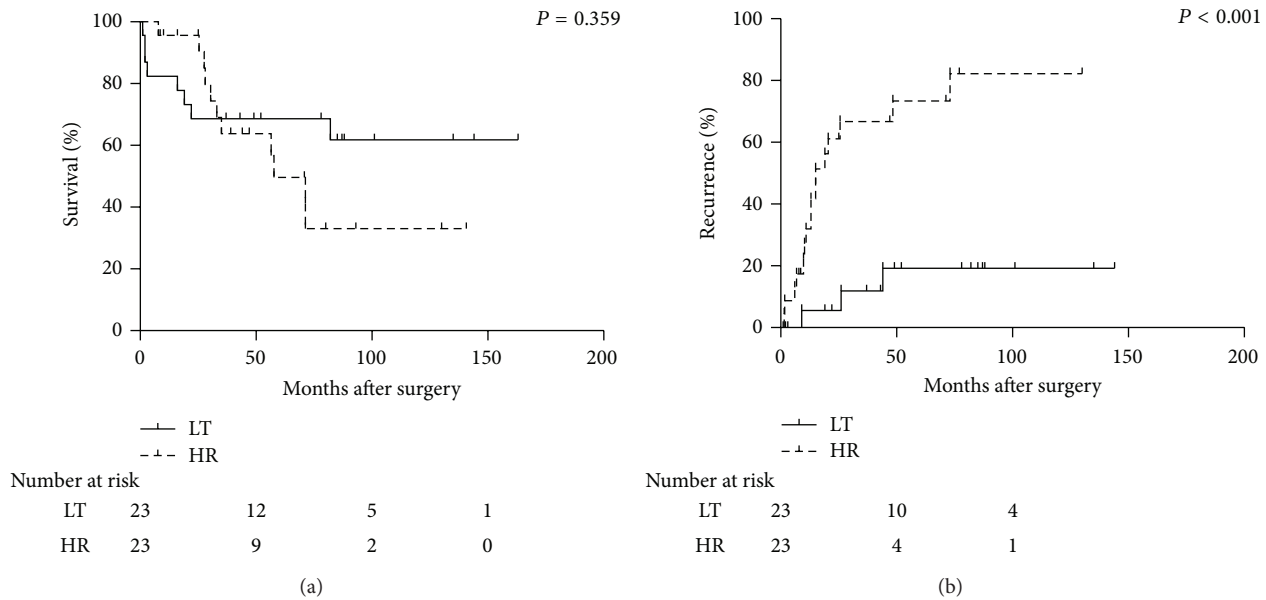 P = 0.359
100
80
60
40
20
0
Survival (%)
0 50 100 150 200
Months after surgery
LT
HR
Number at risk
LT 23 12 5 1
HR 23 9 2 0
(a)
P < 0.001
100
80
60
40
20
0
Recurrence (%)
0 50 100 150 200
Months after surgery
LT
HR
Number at risk
LT 23 10 4
HR 23 4 1
(b)